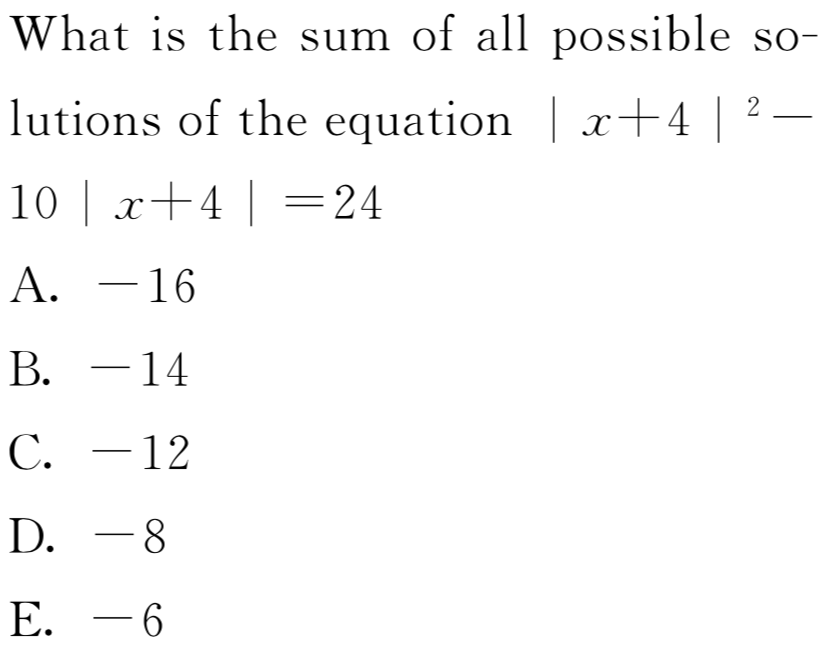 What is the sum of all possible so-
lutions of the equation | x+4 | ² −
10 | x+4 | =24
A. −16
B. −14
C. −12
D. −8
E. −6